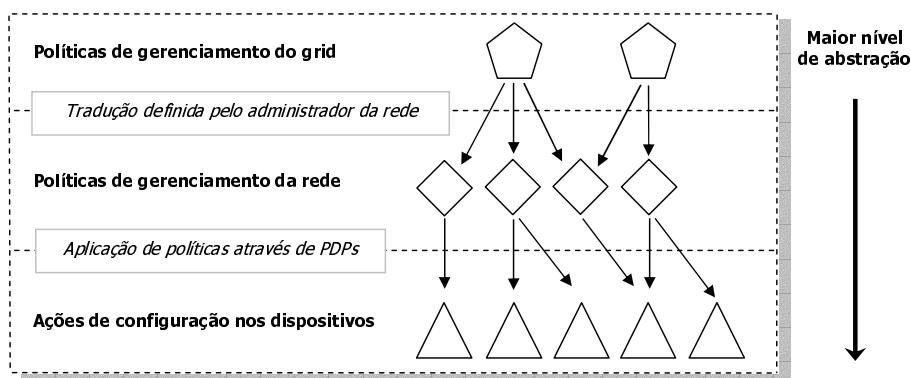 Políticas de gerenciamento do grid
Maior nível
de abstração
Tradução definida pelo administrador da rede
Políticas de gerenciamento da rede
Aplicação de políticas através de PDPs
Ações de configuração nos dispositivos